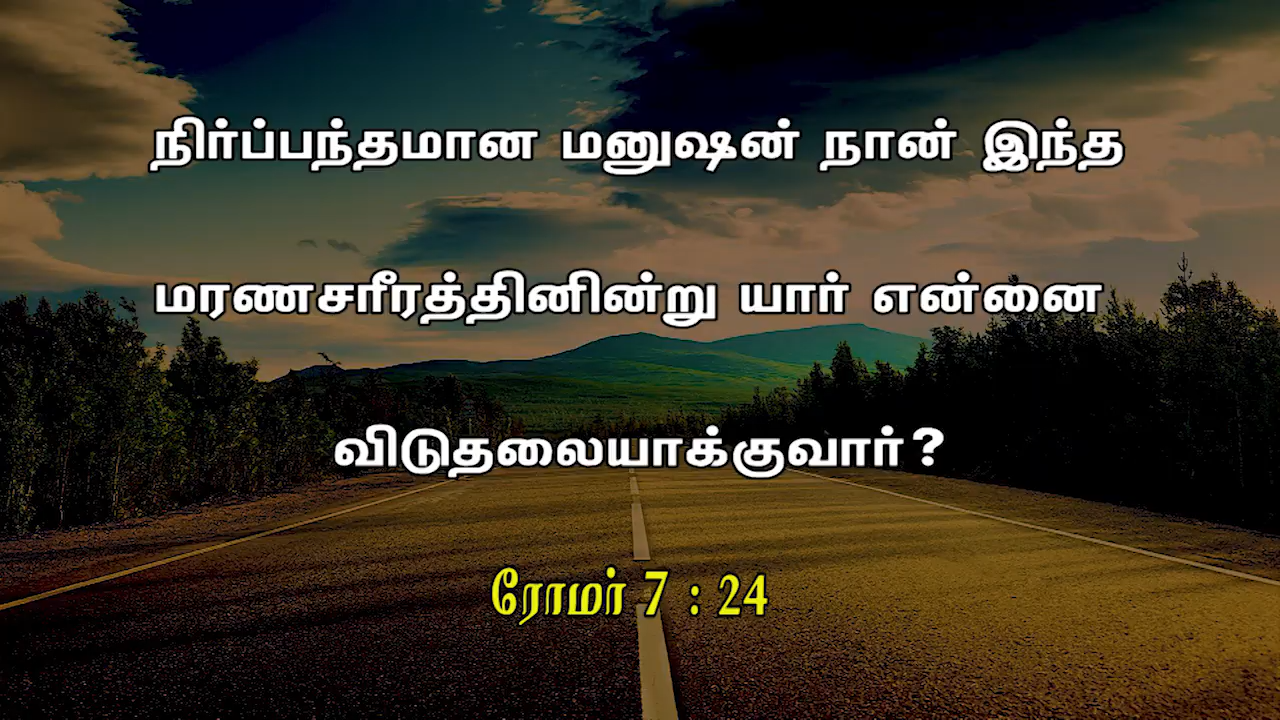 நிர்ப்பந்தமான மனுஷன் நான் இந்த
மரணசரீரத்தினின்று யார் என்னை
விடுதலையாக்குவார்?
ரோமர் 7 : 24